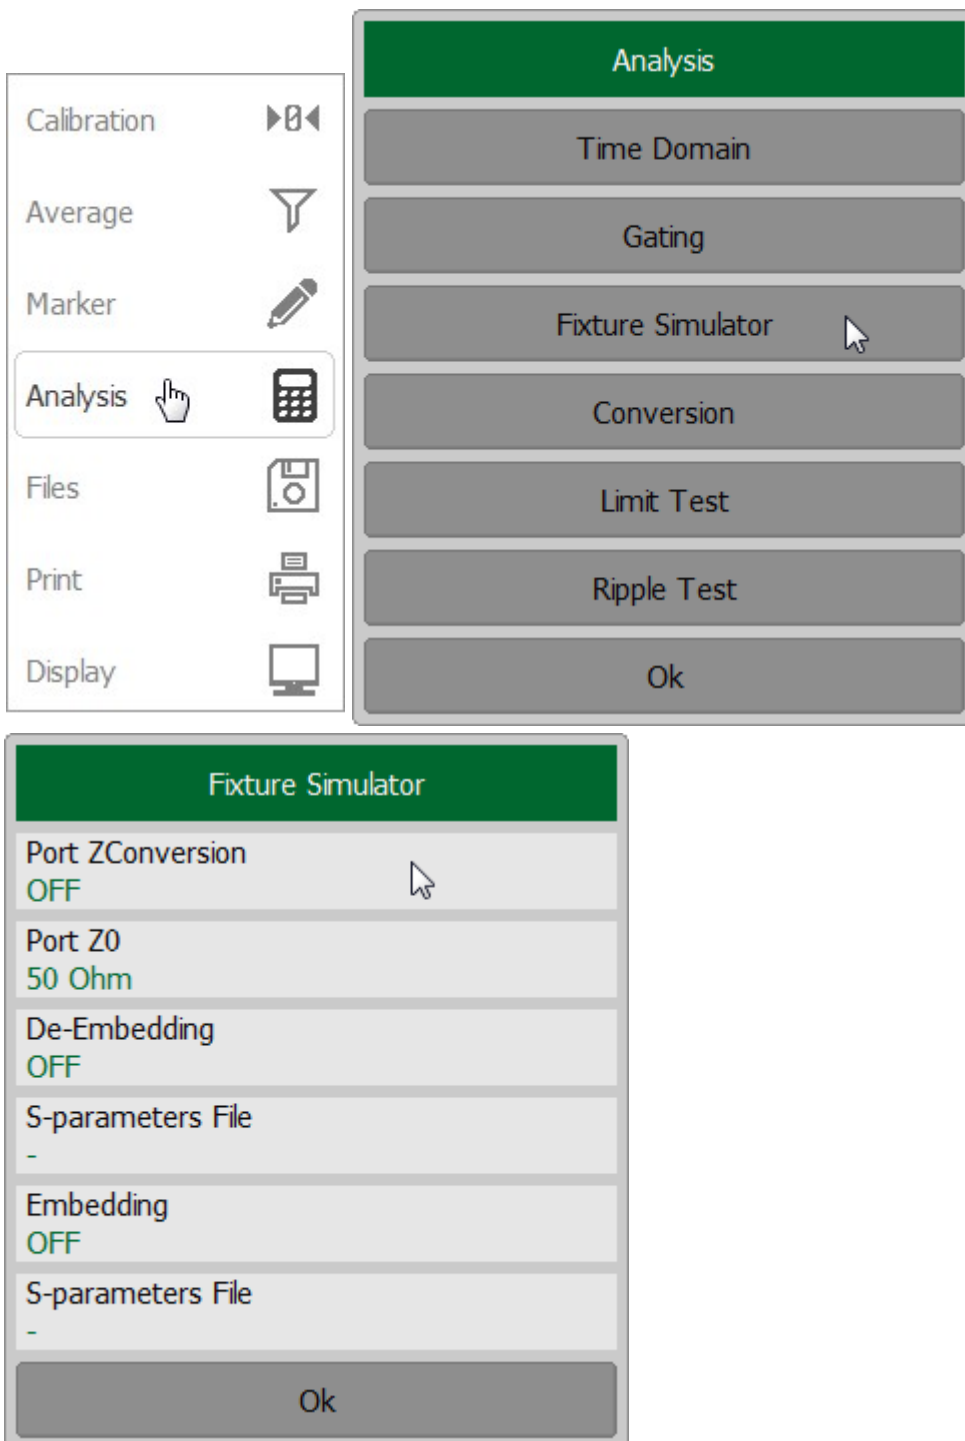 Calibration
Average
Marker
Analysis
Files
Print
Display
Analysis
Time Domain
Gating
Fixture Simulator
Conversion
Limit Test
Ripple Test
Ok
Fixture Simulator
Port ZConversion
OFF
Port Z0
50 Ohm
De-Embedding
OFF
S-parameters File
-
Embedding
OFF
S-parameters File
-
Ok